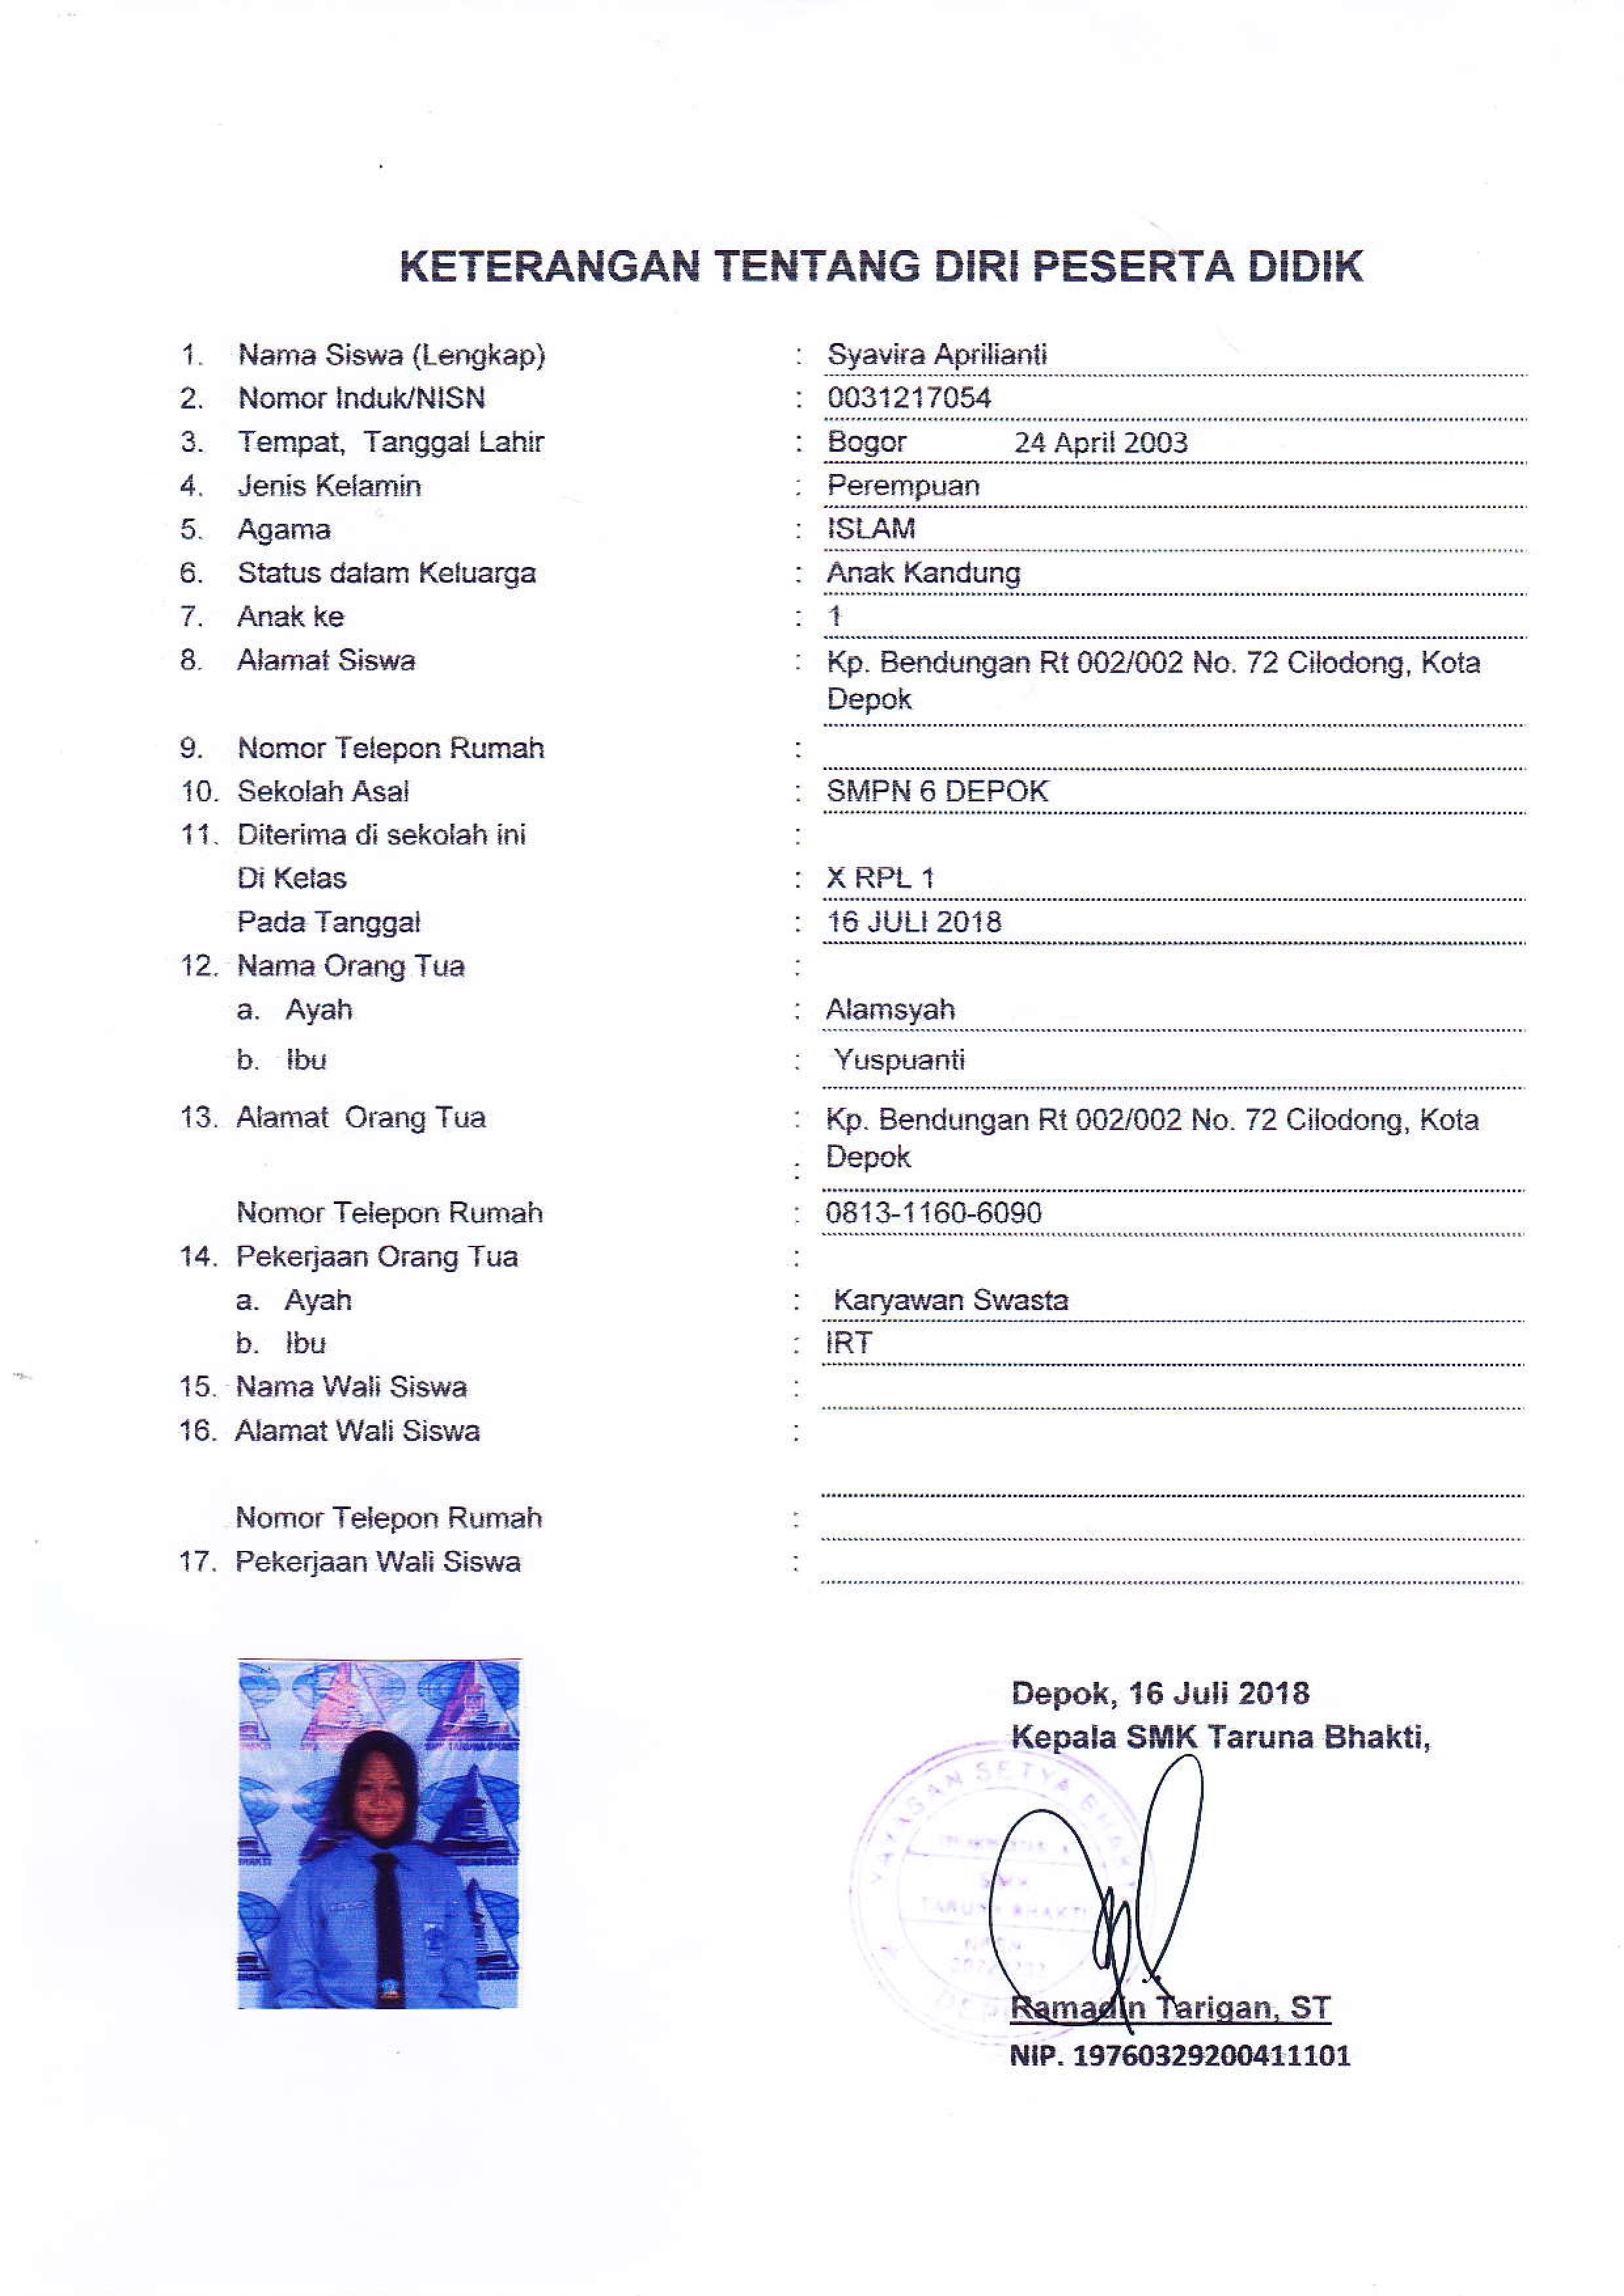 KETERANGAN TENTANG DIRI PESERTA DIDIK
1. Nama Siswa (Lengkap) : Syavira Aprilianti
2. Nomor Induk/NISN : 0031217054
3. Tempat, Tanggal Lahir : Bogor 24 April 2003
4. Jenis Kelamin : Perempuan
5. Agama : ISLAM
6. Status dalam Keluarga : Anak Kandung
7. Anak ke : 1
8. Alamat Siswa : Kp. Bendungan Rt 002/002 No. 72 Cilodong, Kota
Depok
9. Nomor Telepon Rumah :
10. Sekolah Asal : SMPN 6 DEPOK
11. Diterima di sekolah ini :
Di Kelas : X RPL 1
Pada Tanggal : 16 JULI 2018
12. Nama Orang Tua :
a. Ayah : Alamsyah
b. Ibu : Yuspuanti
13. Alamat Orang Tua : Kp. Bendungan Rt 002/002 No. 72 Cilodong, Kota
: Depok
Nomor Telepon Rumah : 0813-1160-6090
14. Pekerjaan Orang Tua :
a. Ayah : Karyawan Swasta
b. Ibu : IRT
15. Nama Wali Siswa :
16. Alamat Wali Siswa :
Nomor Telepon Rumah :
17. Pekerjaan Wali Siswa :
Depok, 16 Juli 2018
Kepala SMK Taruna Bhakti,
YAYASAN SETYA BHAKTI
SMK
TARUNA BHAKTI
NPSN
Ramadin Tarigan, ST
NIP. 19760329200411101